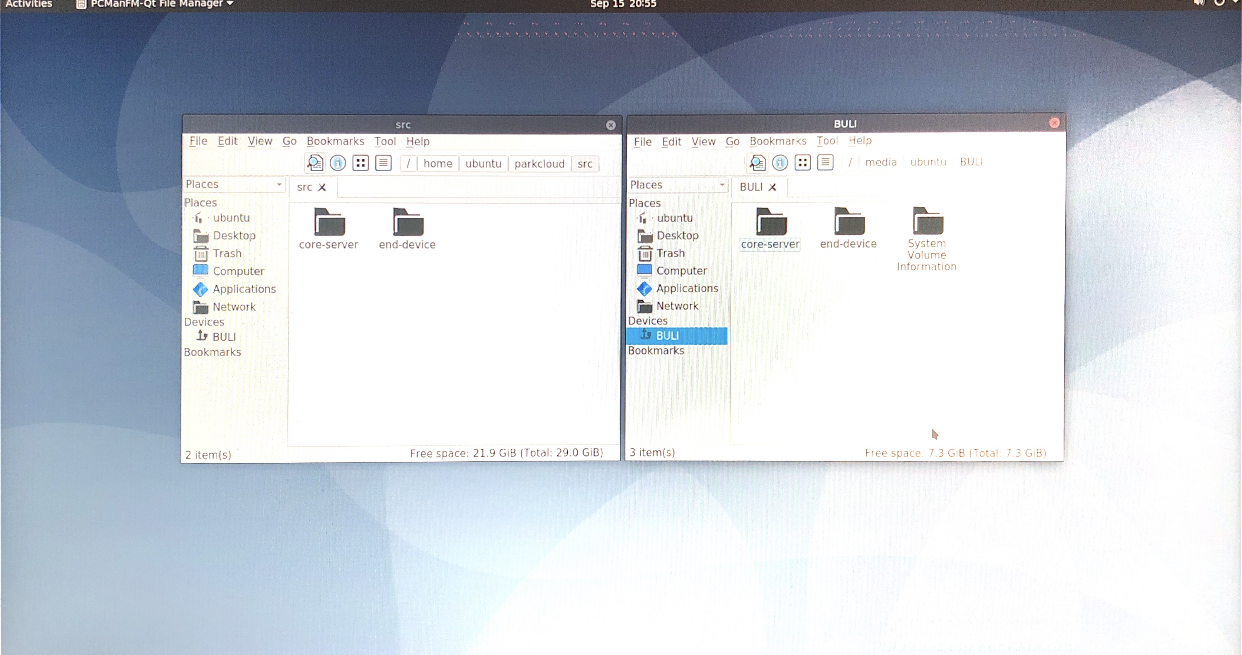 Activities PCManFM-Qt File Manager Sep 15 20:55
src
File Edit View Go Bookmarks Tool Help
/ home ubuntu parkcloud src
Places src
Places
ubuntu
Desktop
Trash
Computer
Applications
Network
Devices
BULI
Bookmarks
core-server end-device
2 item(s) Free space: 21.9 GiB (Total: 29.0 GiB)
BULI
File Edit View Go Bookmarks Tool Help
/ media ubuntu BULI
Places BULI
Places
ubuntu
Desktop
Trash
Computer
Applications
Network
Devices
BULI
Bookmarks
core-server end-device System
Volume
Information
3 item(s) Free space: 7.3 GiB (Total: 7.3 GiB)